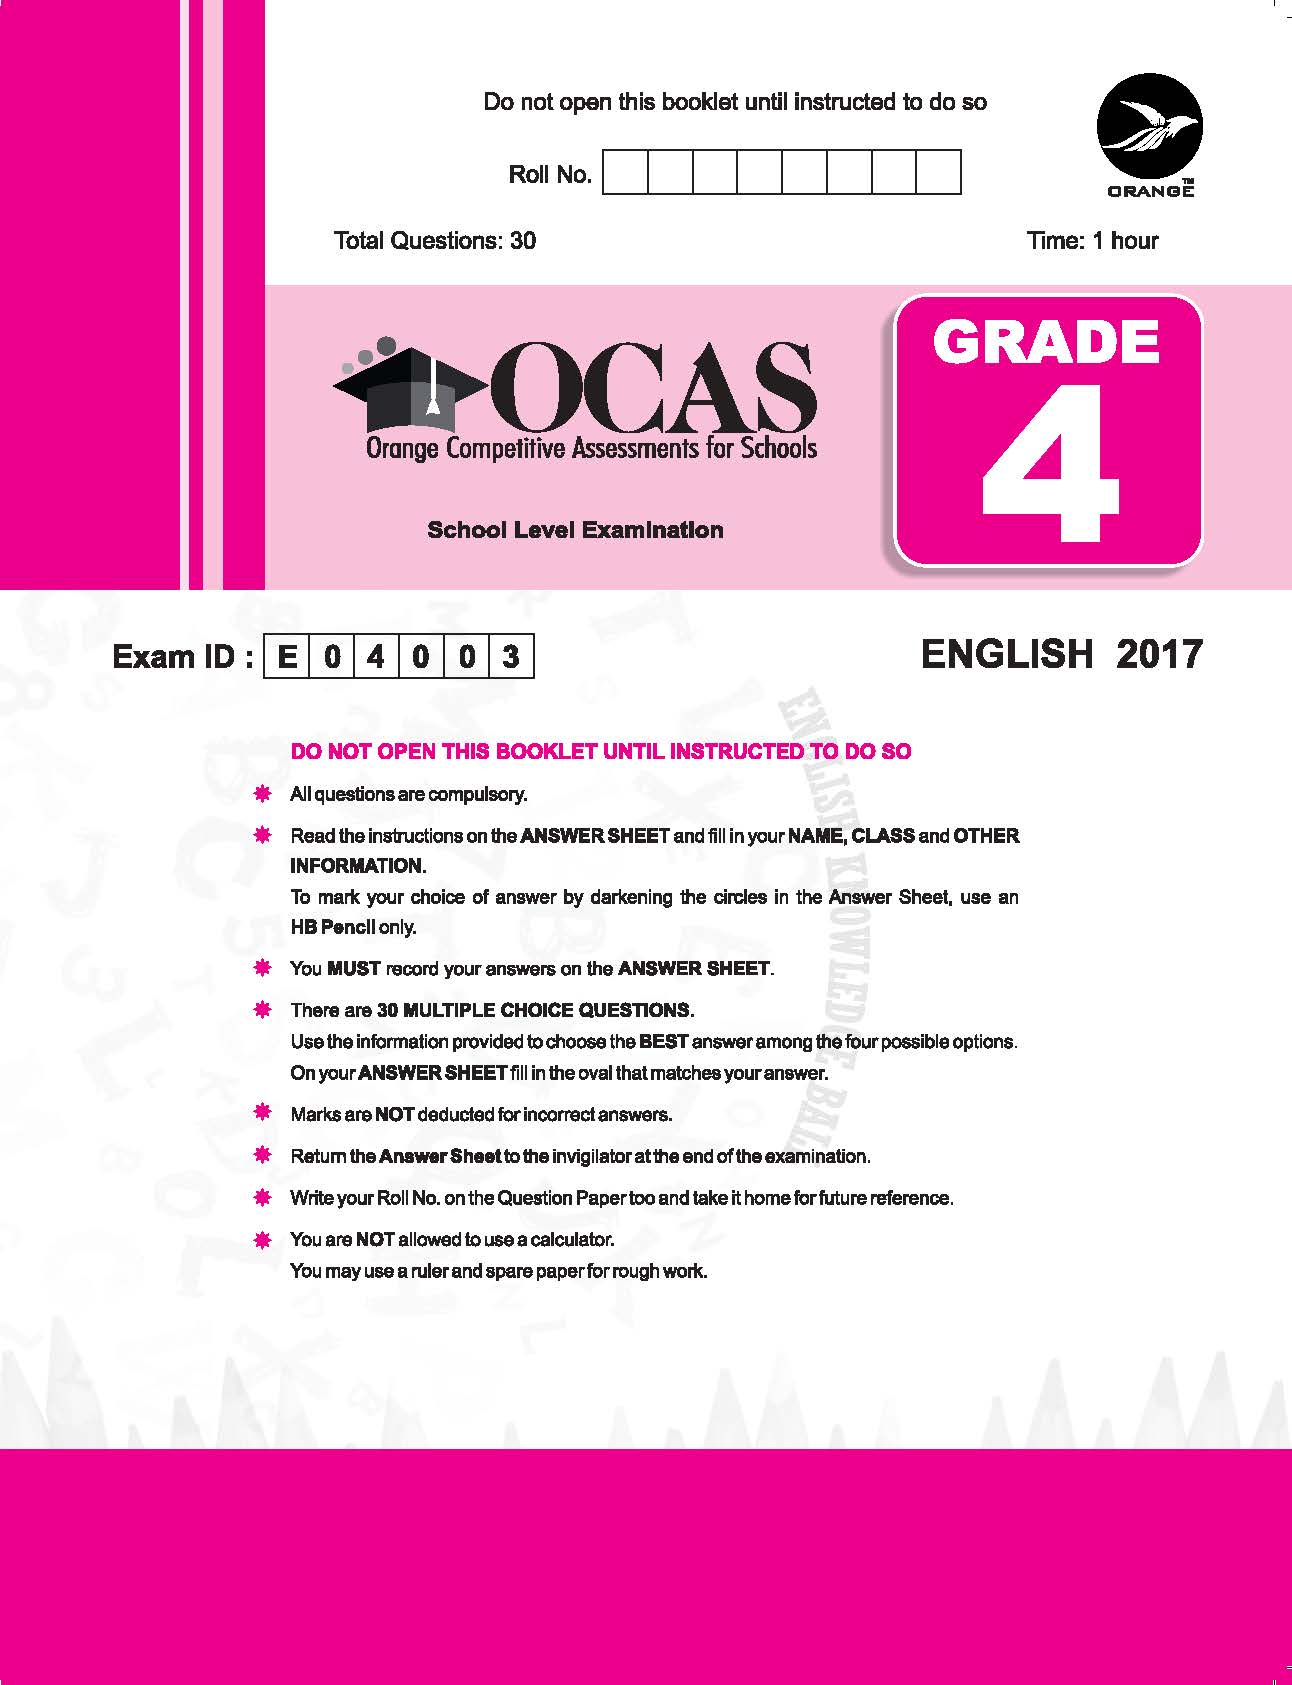 Do not open this booklet until instructed to do so
Roll No.
ORANGE™
Total Questions: 30
Time: 1 hour
GRADE
4
OCAS
Orange Competitive Assessments for Schools
School Level Examination
Exam ID : E 0 4 0 0 3
ENGLISH 2017
DO NOT OPEN THIS BOOKLET UNTIL INSTRUCTED TO DO SO
All questions are compulsory.
Read the instructions on the ANSWER SHEET and fill in your NAME, CLASS and OTHER
INFORMATION.
To mark your choice of answer by darkening the circles in the Answer Sheet, use an
HB Pencil only.
You MUST record your answers on the ANSWER SHEET.
There are 30 MULTIPLE CHOICE QUESTIONS.
Use the information provided to choose the BEST answer among the four possible options.
On your ANSWER SHEET fill in the oval that matches your answer.
Marks are NOT deducted for incorrect answers.
Return the Answer Sheet to the invigilator at the end of the examination.
Write your Roll No. on the Question Paper too and take it home for future reference.
You are NOT allowed to use a calculator.
You may use a ruler and spare paper for rough work.
ENGLISH KNOWLEDGE BAL